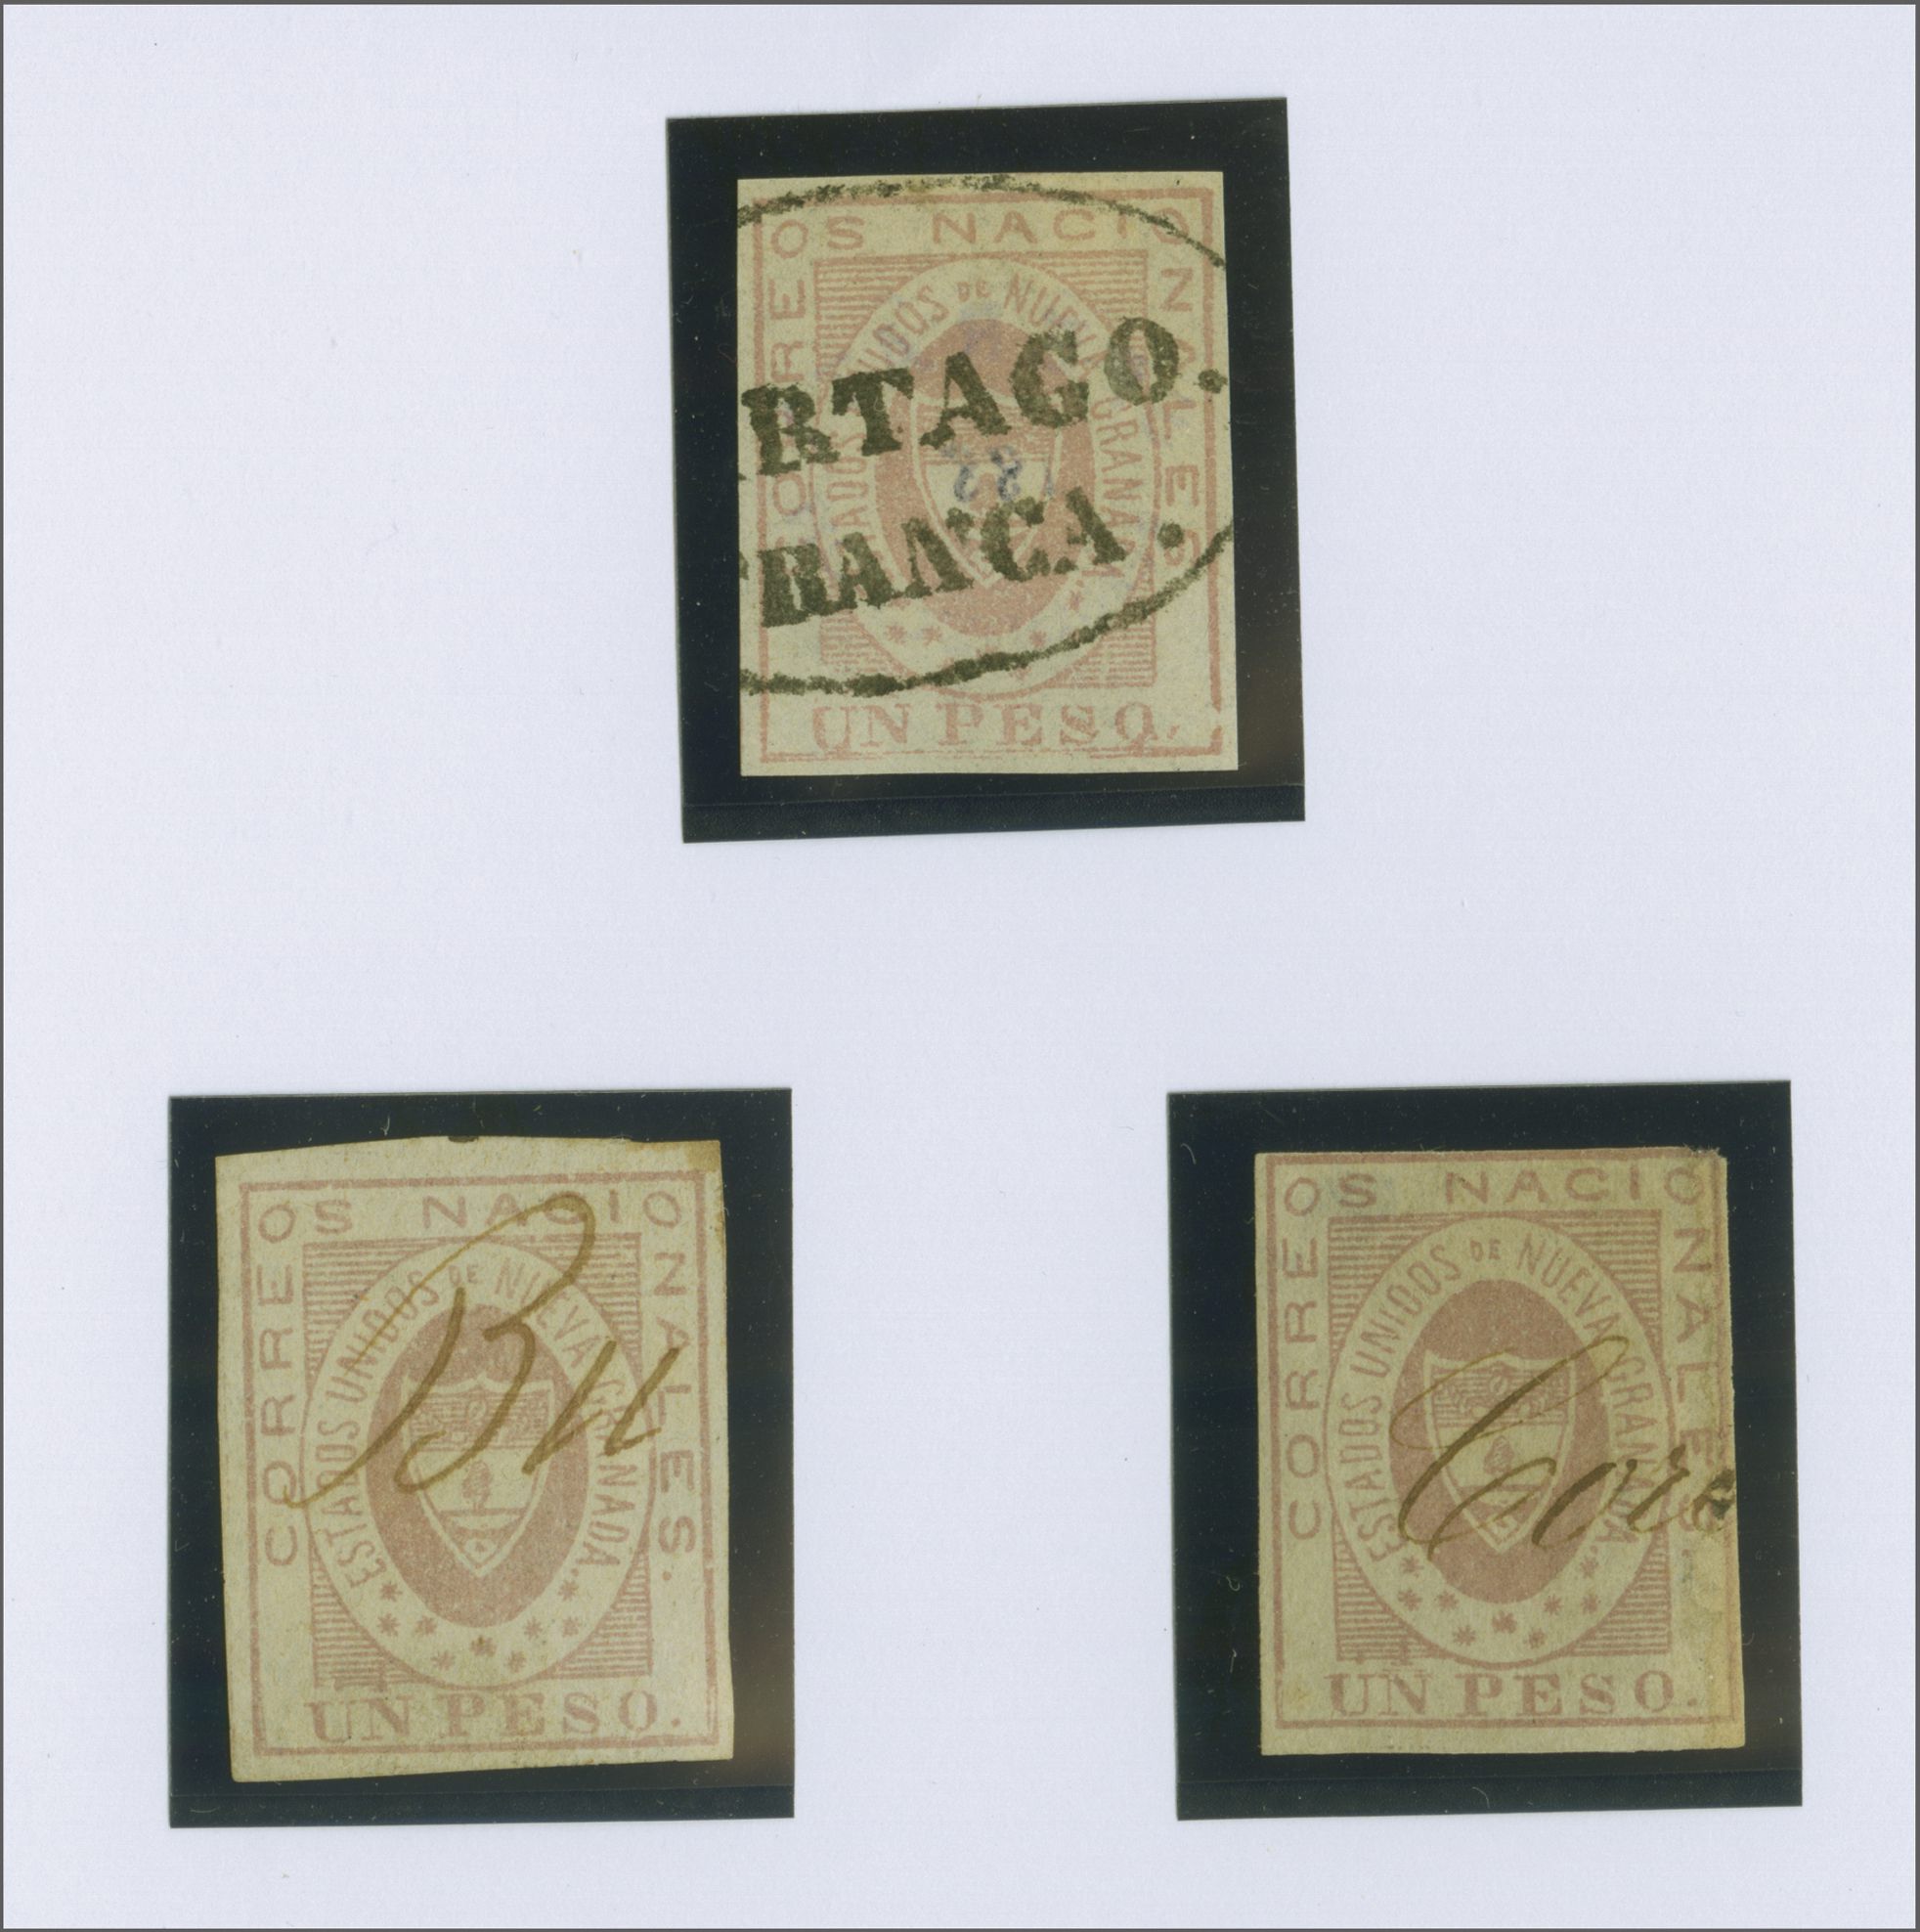 CORREOS NACIONALES
ESTADOS UNIDOS DE NUEVA GRANADA
RTAGO.
FRANCA.
UN PESO.
CORREOS NACIONALES.
ESTADOS UNIDOS DE NUEVA GRANADA.
UN PESO.
CORREOS NACIONALES.
ESTADOS UNIDOS DE NUEVA GRANADA.
UN PESO.